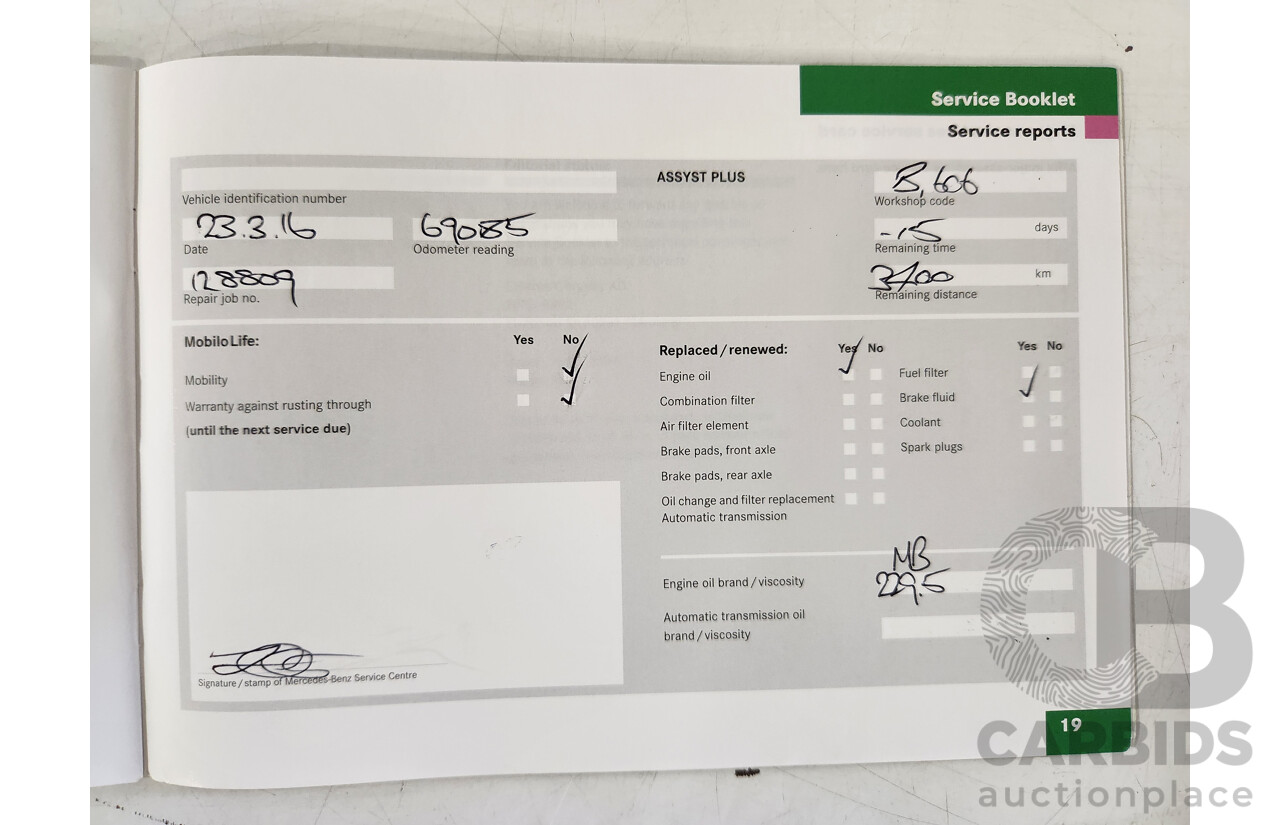 Service Booklet
Service reports
ASSYST PLUS
B,606
Vehicle identification number
Workshop code
23.3.16
69085
-15 days
Date
Odometer reading
Remaining time
128809
3400 km
Repair job no.
Remaining distance
MobiloLife:
Yes No
Mobility
Warranty against rusting through
(until the next service due)
Replaced / renewed:
Yes No
Yes No
Engine oil
Fuel filter
Combination filter
Brake fluid
Air filter element
Coolant
Brake pads, front axle
Spark plugs
Brake pads, rear axle
Oil change and filter replacement
Automatic transmission
MB
Engine oil brand / viscosity
229.5
Automatic transmission oil
brand / viscosity
Signature / stamp of Mercedes-Benz Service Centre
19
CARBIDS
auctionplace